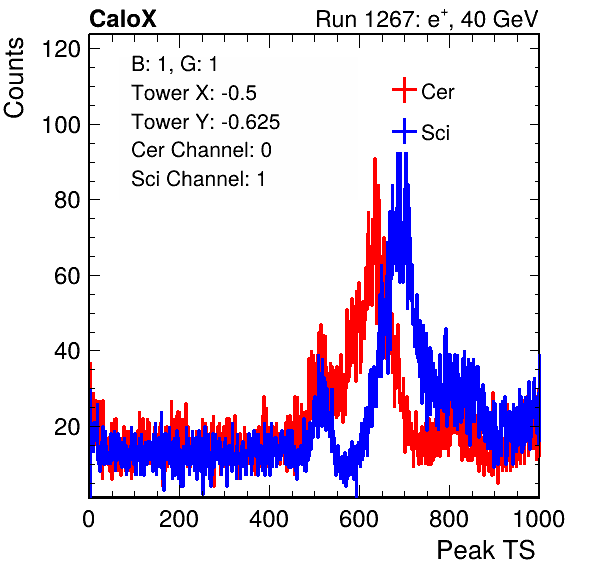 CaloX
Run 1267: e+, 40 GeV
Counts
B: 1, G: 1
Tower X: -0.5
Tower Y: -0.625
Cer Channel: 0
Sci Channel: 1
Cer
Sci
120
100
80
60
40
20
0
200
400
600
800
1000
Peak TS